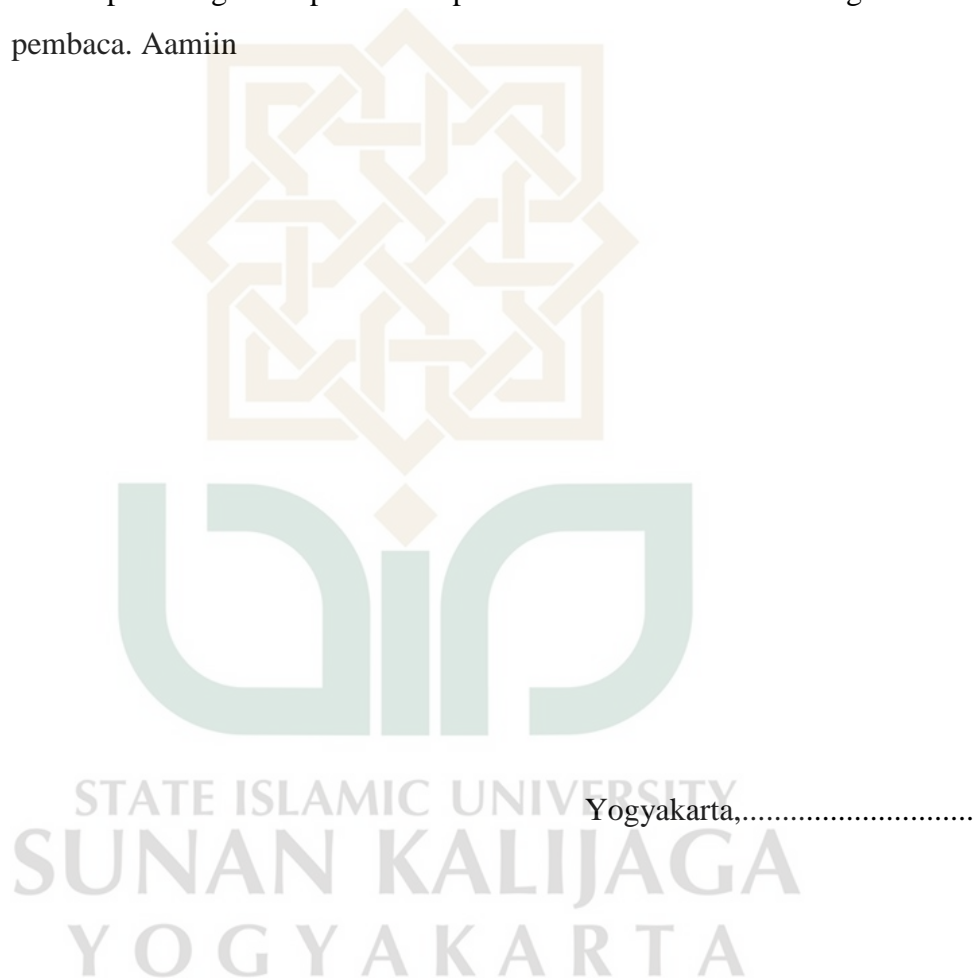 pembaca. Aamiin
STATE ISLAMIC UNIVERSITY
Yogyakarta,............................
SUNAN KALIJAGA
YOGYAKARTA